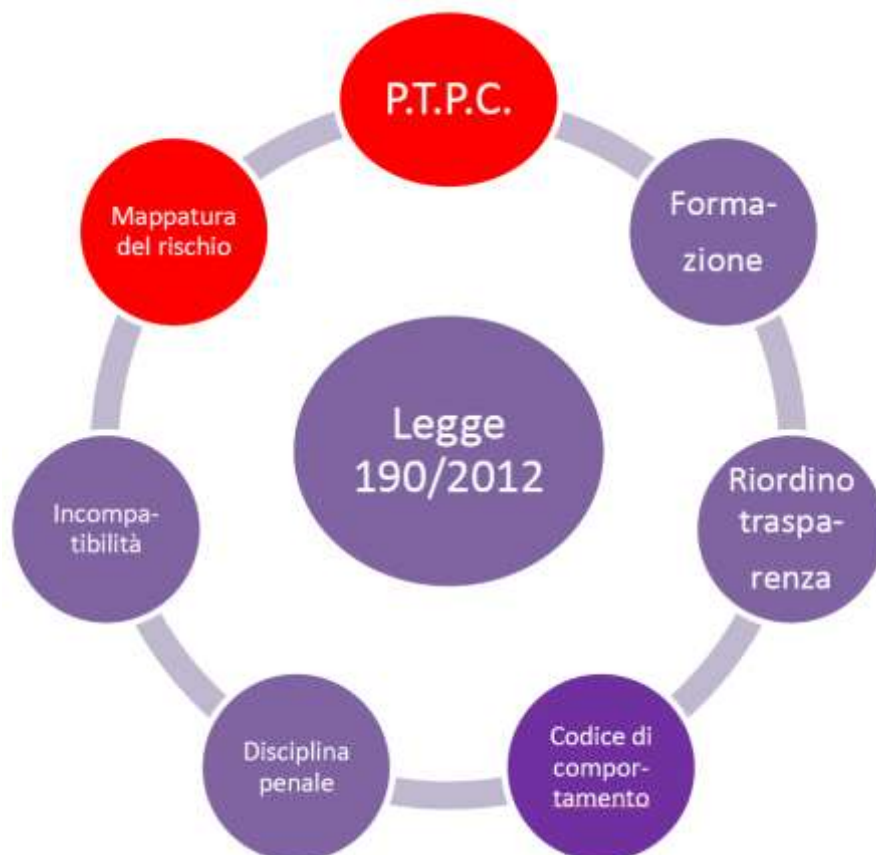 P.T.P.C.
Forma-
zione
Riordino
traspa-
renza
Codice di
compor-
tamento
Disciplina
penale
Incompa-
tibilità
Mappatura
del rischio
Legge
190/2012